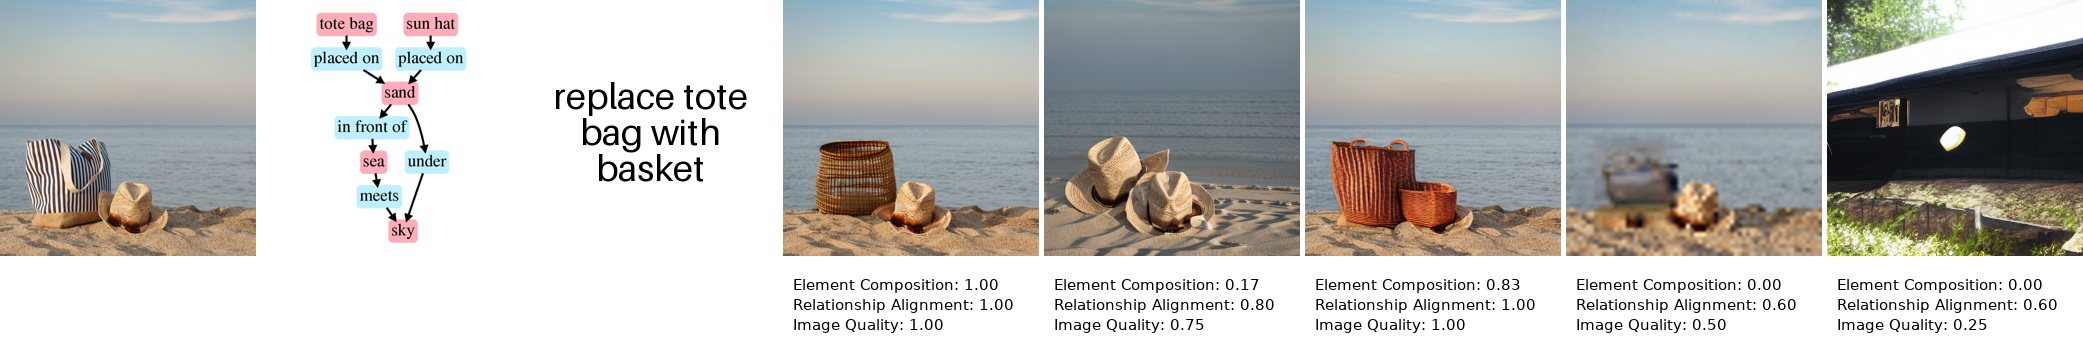 tote bag
sun hat
placed on
placed on
sand
in front of
sea
under
meets
sky
replace tote
bag with
basket
Element Composition: 1.00
Relationship Alignment: 1.00
Image Quality: 1.00
Element Composition: 0.17
Relationship Alignment: 0.80
Image Quality: 0.75
Element Composition: 0.83
Relationship Alignment: 1.00
Image Quality: 1.00
Element Composition: 0.00
Relationship Alignment: 0.60
Image Quality: 0.50
Element Composition: 0.00
Relationship Alignment: 0.60
Image Quality: 0.25